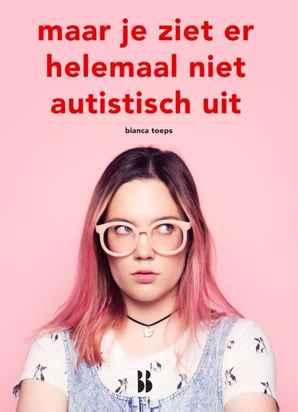 maar je ziet er
helemaal niet
autistisch uit
bianca toeps